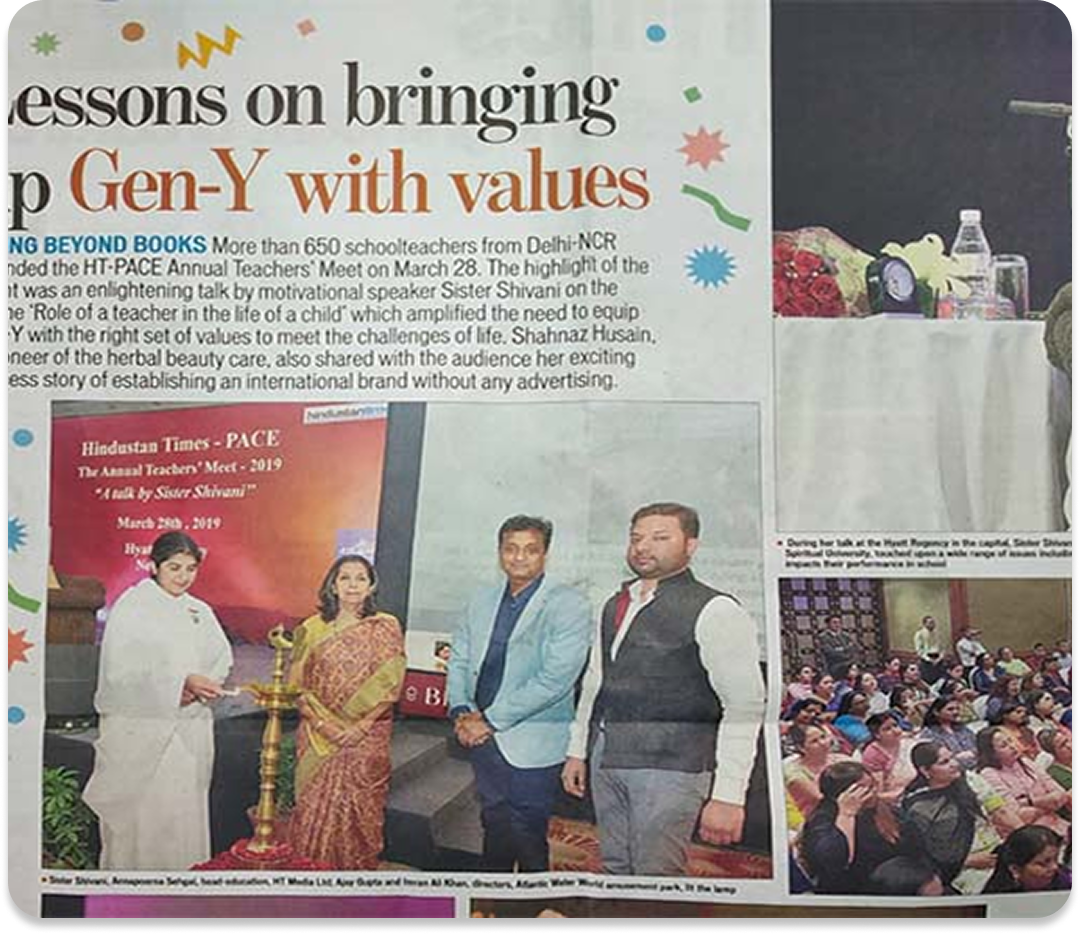 essons on bringing
p Gen-Y with values
NG BEYOND BOOKS More than 650 schoolteachers from Delhi-NCR
nded the HT-PACE Annual Teachers' Meet on March 28. The highlight of the
t was an enlightening talk by motivational speaker Sister Shivani on the
e 'Role of a teacher in the life of a child' which amplified the need to equip
-Y with the right set of values to meet the challenges of life. Shahnaz Husain,
neer of the herbal beauty care, also shared with the audience her exciting
ess story of establishing an international brand without any advertising.
hindustan
Hindustan Times - PACE
The Annual Teachers' Meet - 2019
"A talk by Sister Shivani"
March 28th, 2019
Hya
Ne
B
• Sister Shivani, Annapoorna Sehgal, head-education, HT Media Ltd; Ajay Gupta and Imran Ali Khan, directors, Atlantic Water World amusement park, lit the lamp
• During her talk at the Hyatt Regency in the capital, Sister Shivan
Spiritual University, touched upon a wide range of issues includi
impacts their performance in school